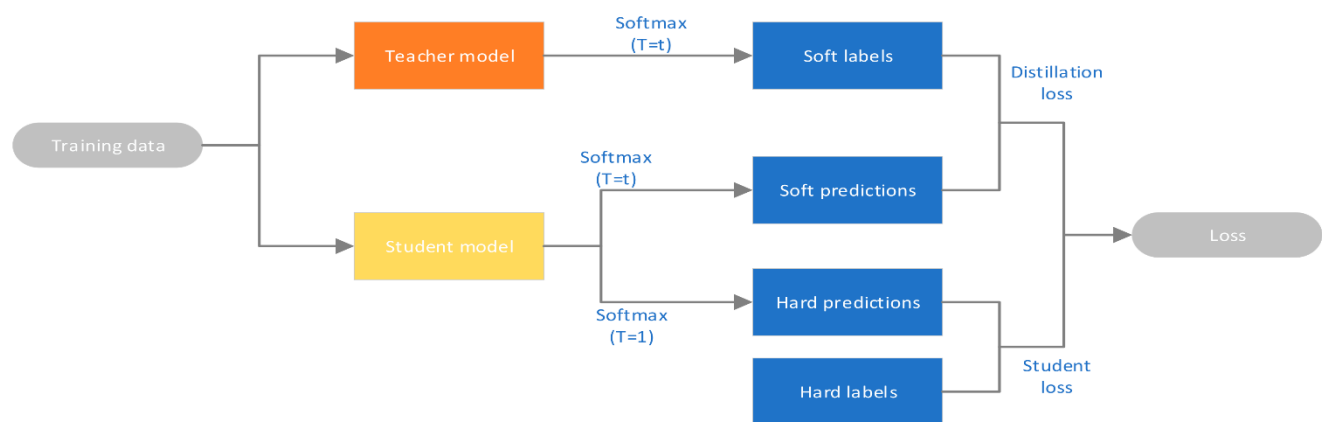 Softmax
(T=t)
Teacher model
Soft labels
Distillation
loss
Training data
Softmax
(T=t)
Soft predictions
Student model
Loss
Hard predictions
Softmax
(T=1)
Student
loss
Hard labels